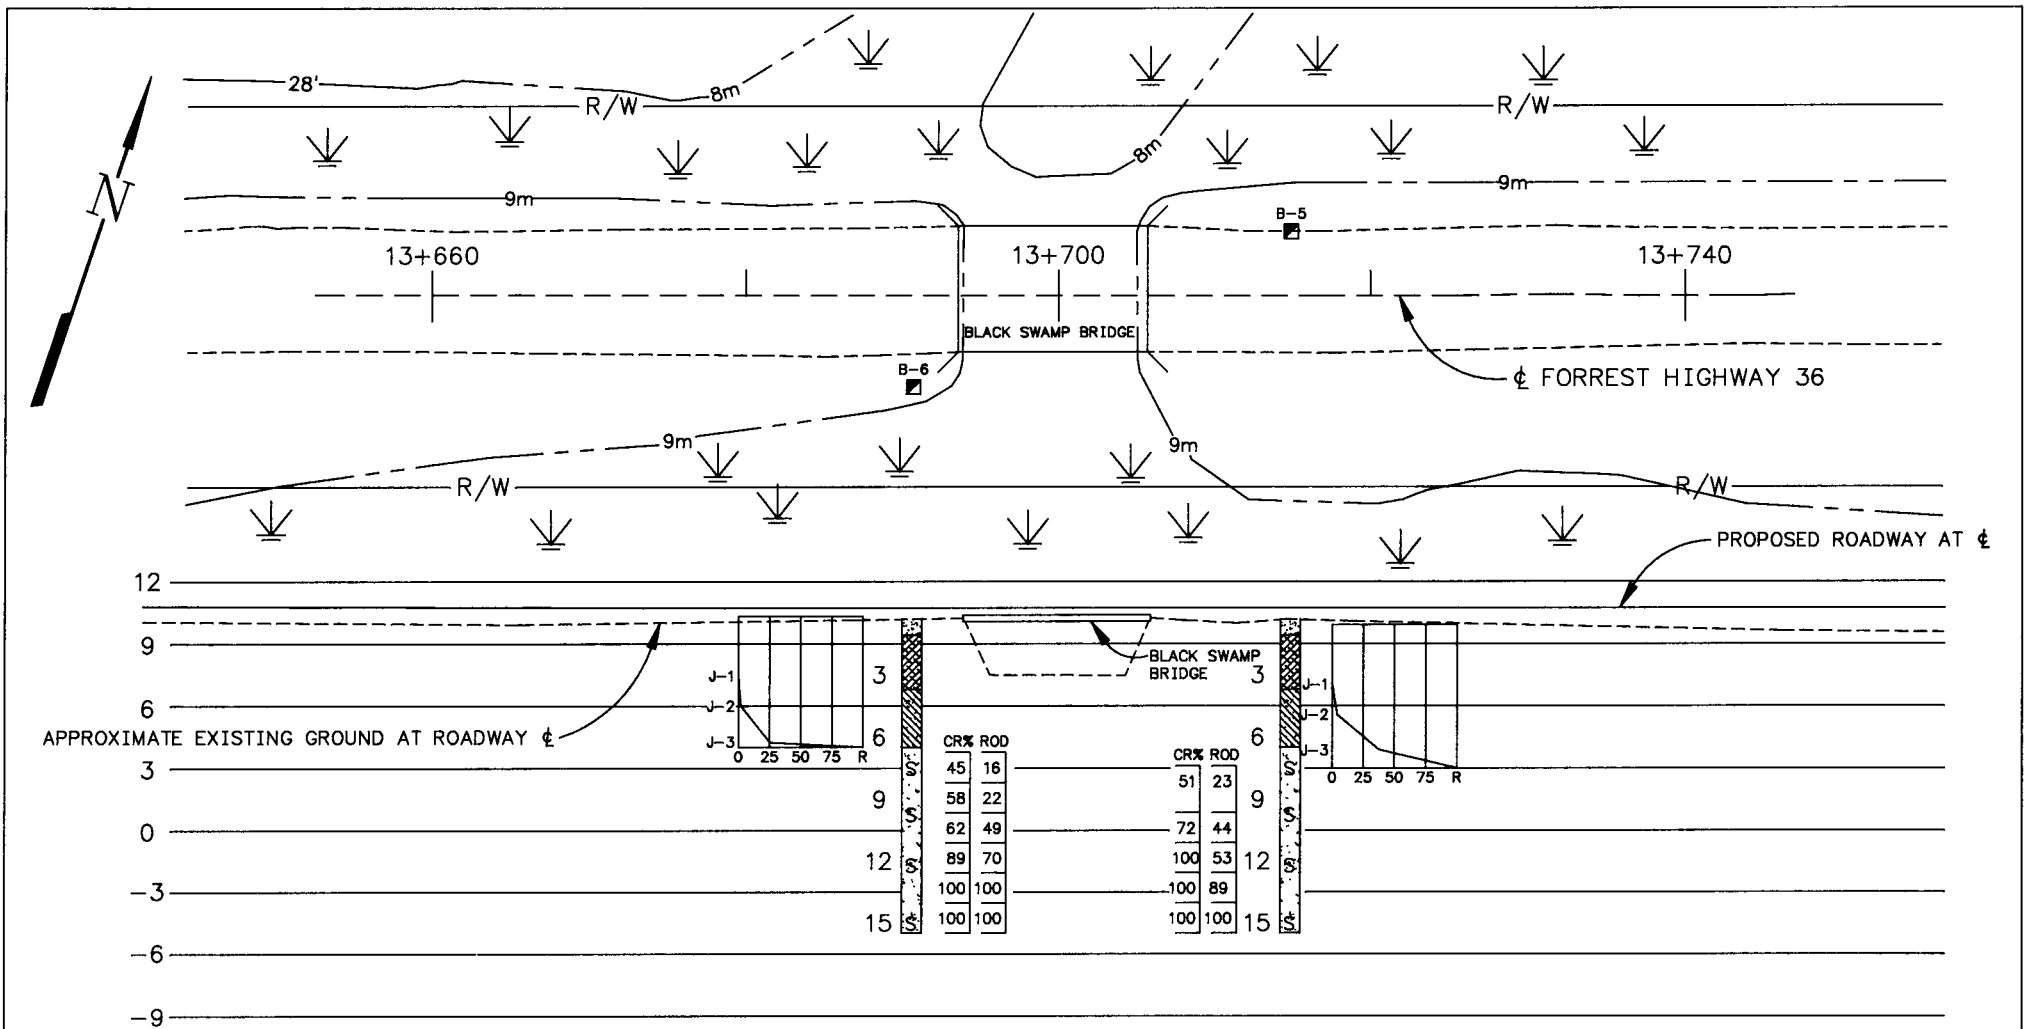 28'
8m
R/W
R/W
8m
N
9m
9m
B-5
13+660
13+700
13+740
BLACK SWAMP BRIDGE
B-6
℄ FORREST HIGHWAY 36
9m
9m
R/W
R/W
PROPOSED ROADWAY AT ℄
12
9
BLACK SWAMP
BRIDGE
3
3
J-1
J-1
6
J-2
J-2
APPROXIMATE EXISTING GROUND AT ROADWAY ℄
J-3
6
6
J-3
0 25 50 75 R
CR% ROD
CR% ROD
0 25 50 75 R
3
S
45 16
51 23
S
9
58 22
9
S
S
0
62 49
72 44
12
S
89 70
100 53
12
S
-3
100 100
100 89
15
S
100 100
100 100
15
S
-6
-9